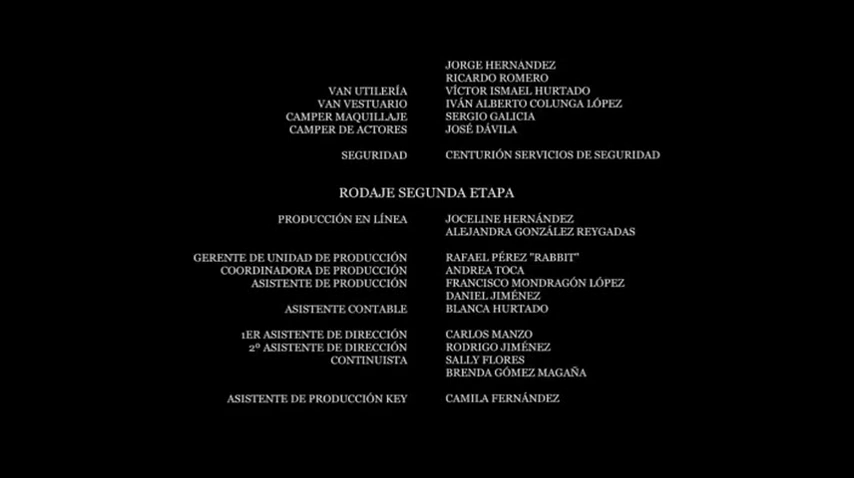 JORGE HERNANDEZ
RICARDO ROMERO
VAN UTILERÍA VÍCTOR ISMAEL HURTADO
VAN VESTUARIO IVÁN ALBERTO COLUNGA LÓPEZ
CAMPER MAQUILLAJE SERGIO GALICIA
CAMPER DE ACTORES JOSÉ DÁVILA
SEGURIDAD CENTURIÓN SERVICIOS DE SEGURIDAD
RODAJE SEGUNDA ETAPA
PRODUCCIÓN EN LÍNEA JOCELINE HERNÁNDEZ
ALEJANDRA GONZÁLEZ REYGADAS
GERENTE DE UNIDAD DE PRODUCCIÓN RAFAEL PÉREZ "RABBIT"
COORDINADORA DE PRODUCCIÓN ANDREA TOCA
ASISTENTE DE PRODUCCIÓN FRANCISCO MONDRAGÓN LÓPEZ
DANIEL JIMÉNEZ
ASISTENTE CONTABLE BLANCA HURTADO
1ER ASISTENTE DE DIRECCIÓN CARLOS MANZO
2º ASISTENTE DE DIRECCIÓN RODRIGO JIMÉNEZ
CONTINUISTA SALLY FLORES
BRENDA GÓMEZ MAGAÑA
ASISTENTE DE PRODUCCIÓN KEY CAMILA FERNÁNDEZ